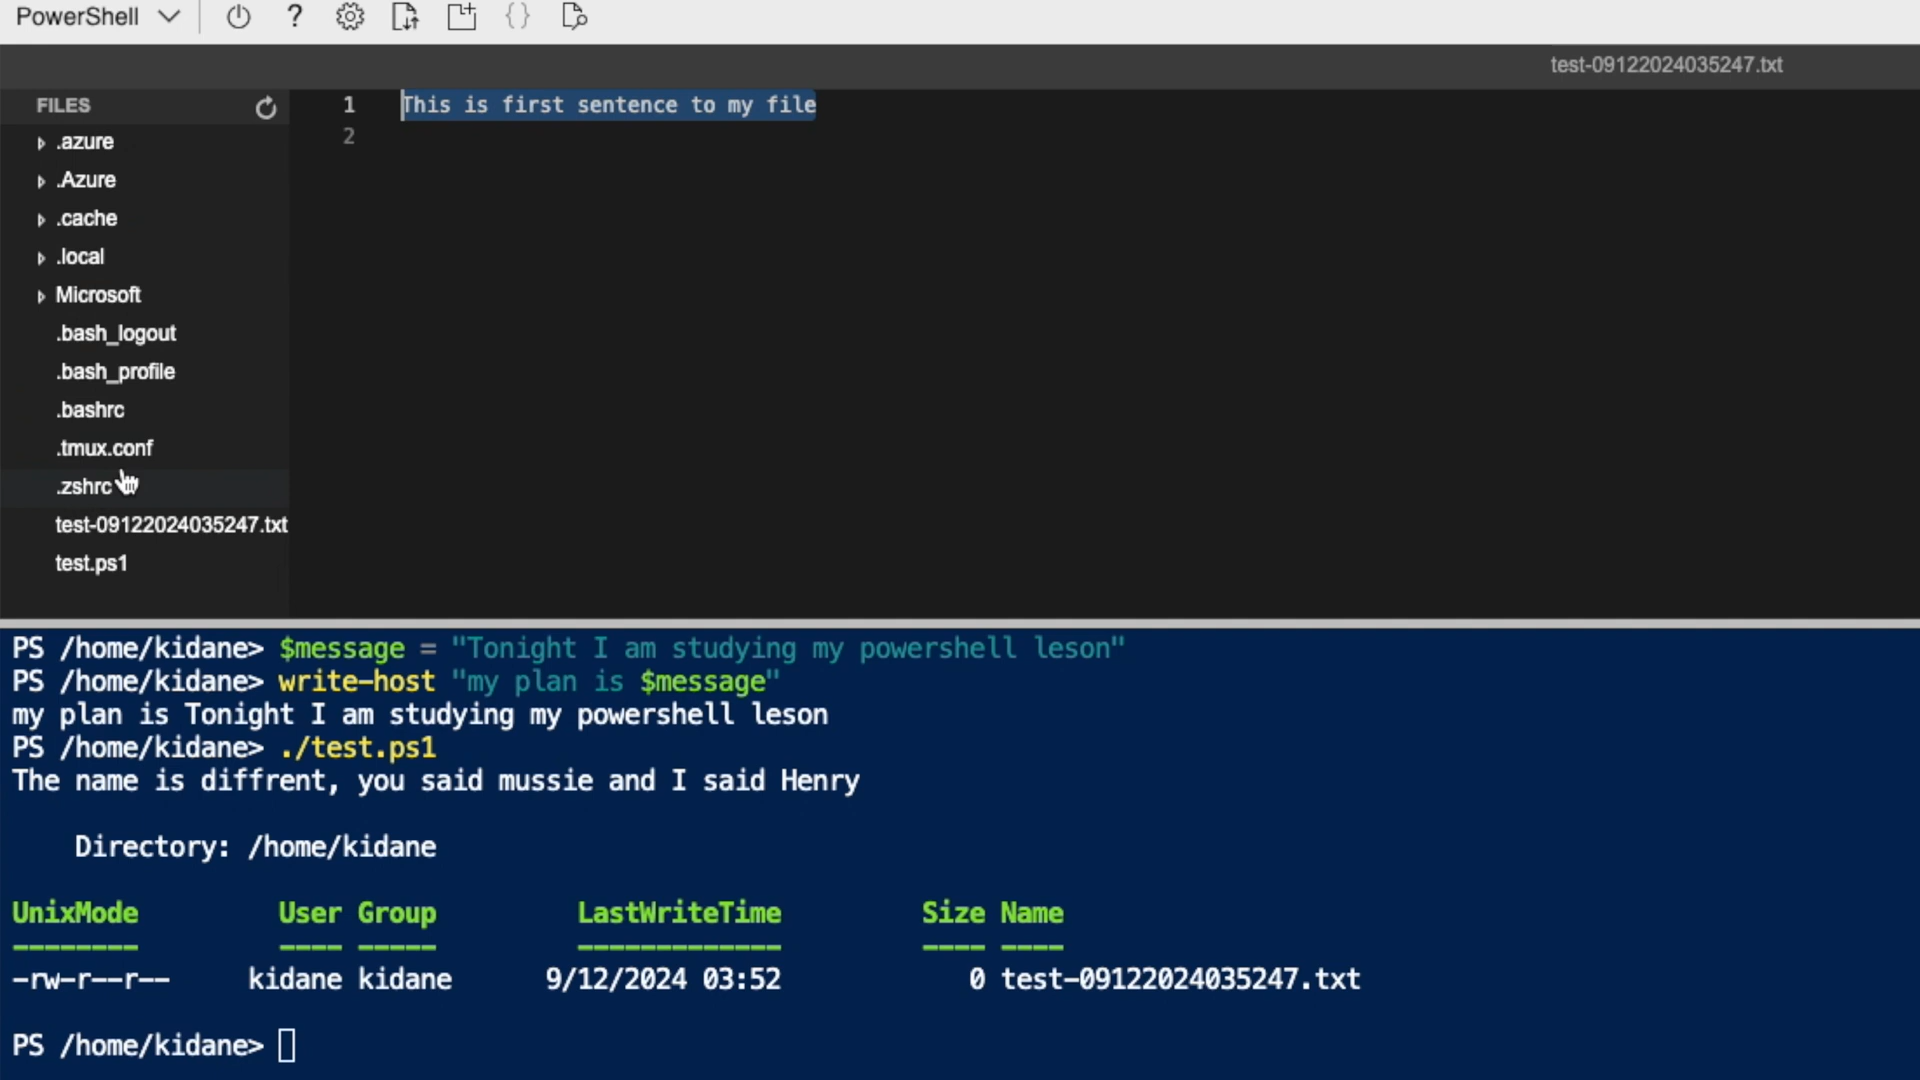 PowerShell
test-09122024035247.txt
FILES
.azure
.Azure
.cache
.local
Microsoft
.bash_logout
.bash_profile
.bashrc
.tmux.conf
.zshrc
test-09122024035247.txt
test.ps1
1 This is first sentence to my file
2
PS /home/kidane> $message = "Tonight I am studying my powershell leson"
PS /home/kidane> write-host "my plan is $message"
my plan is Tonight I am studying my powershell leson
PS /home/kidane> ./test.ps1
The name is diffrent, you said mussie and I said Henry
Directory: /home/kidane
UnixMode User Group LastWriteTime Size Name
-------- ---- ----- ------------- ---- ----
-rw-r--r-- kidane kidane 9/12/2024 03:52 0 test-09122024035247.txt
PS /home/kidane>